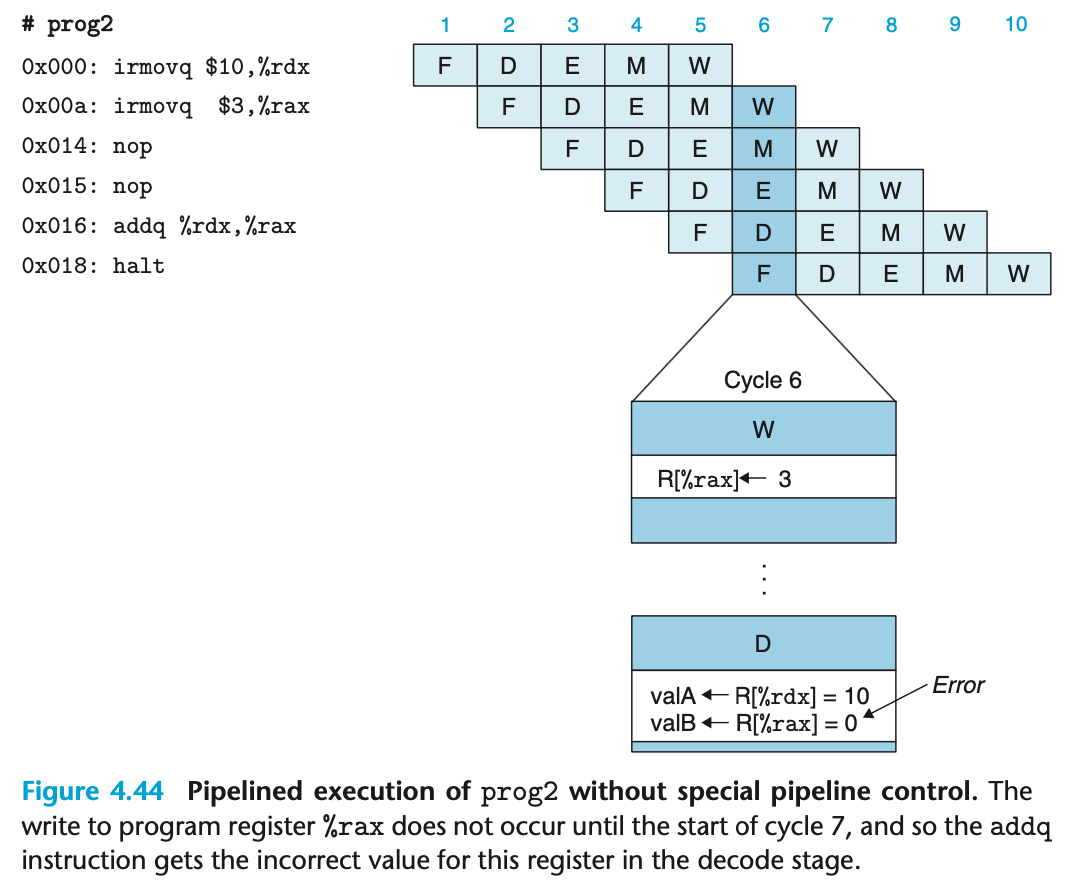 # prog2
1 2 3 4 5 6 7 8 9 10
0x000: irmovq $10,%rdx F D E M W
0x00a: irmovq  $3,%rax F D E M W
0x014: nop F D E M W
0x015: nop F D E M W
0x016: addq %rdx,%rax F D E M W
0x018: halt F D E M W
Cycle 6
W
R[%rax]← 3
⋮
D
valA ← R[%rdx] = 10
Error
valB ← R[%rax] = 0
Figure 4.44 Pipelined execution of prog2 without special pipeline control. The
write to program register %rax does not occur until the start of cycle 7, and so the addq
instruction gets the incorrect value for this register in the decode stage.